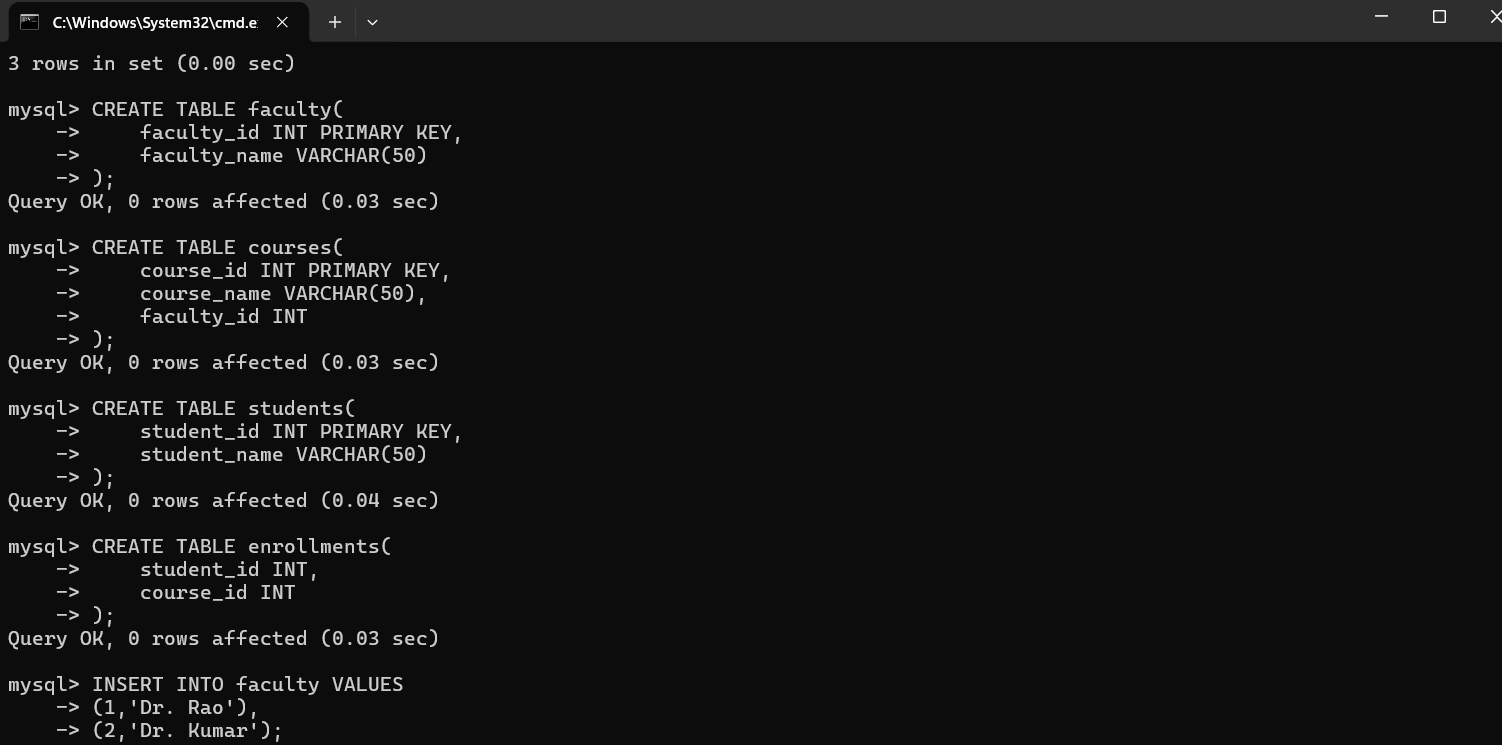 C:\Windows\System32\cmd.e
3 rows in set (0.00 sec)
mysql> CREATE TABLE faculty(
    ->     faculty_id INT PRIMARY KEY,
    ->     faculty_name VARCHAR(50)
    -> );
Query OK, 0 rows affected (0.03 sec)
mysql> CREATE TABLE courses(
    ->     course_id INT PRIMARY KEY,
    ->     course_name VARCHAR(50),
    ->     faculty_id INT
    -> );
Query OK, 0 rows affected (0.03 sec)
mysql> CREATE TABLE students(
    ->     student_id INT PRIMARY KEY,
    ->     student_name VARCHAR(50)
    -> );
Query OK, 0 rows affected (0.04 sec)
mysql> CREATE TABLE enrollments(
    ->     student_id INT,
    ->     course_id INT
    -> );
Query OK, 0 rows affected (0.03 sec)
mysql> INSERT INTO faculty VALUES
    -> (1,'Dr. Rao'),
    -> (2,'Dr. Kumar');